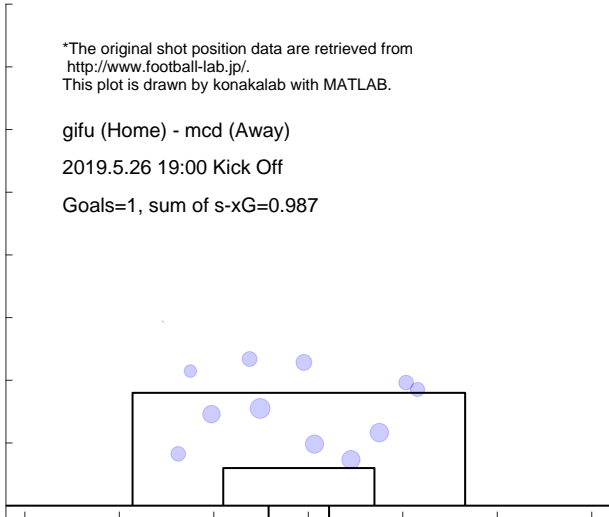 *The original shot position data are retrieved from
http://www.football-lab.jp/.
This plot is drawn by konakalab with MATLAB.
gifu (Home) - mcd (Away)
2019.5.26 19:00 Kick Off
Goals=1, sum of s-xG=0.987